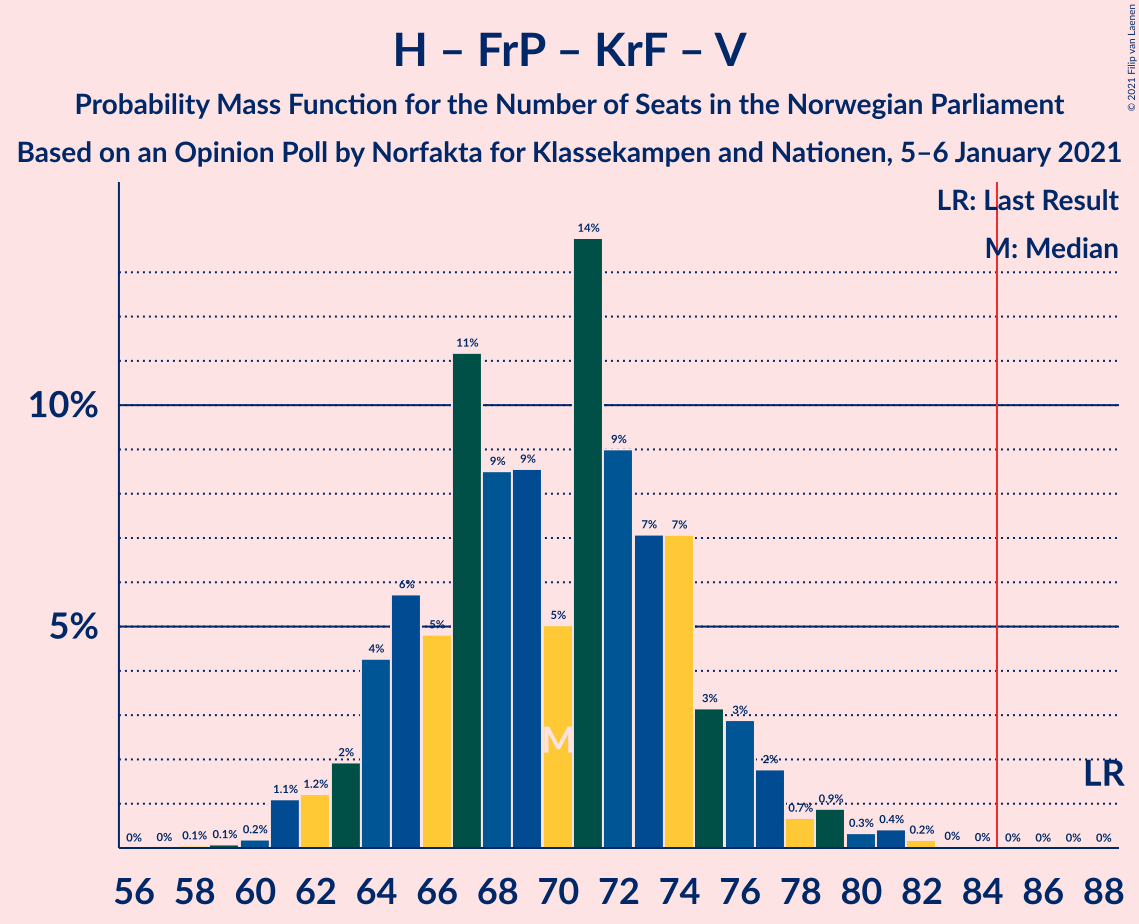 H – FrP – KrF – V
Probability Mass Function for the Number of Seats in the Norwegian Parliament
Based on an Opinion Poll by Norfakta for Klassekampen and Nationen, 5–6 January 2021
© 2021 Filip van Laenen
LR: Last Result
M: Median
10%
5%
0% 0% 0.1% 0.1% 0.2% 1.1% 1.2% 2% 4% 6% 5% 11% 9% 9% 5% 14% 9% 7% 7% 3% 3% 2% 0.7% 0.9% 0.3% 0.4% 0.2% 0% 0% 0% 0% 0% 0%
M
LR
56 58 60 62 64 66 68 70 72 74 76 78 80 82 84 86 88